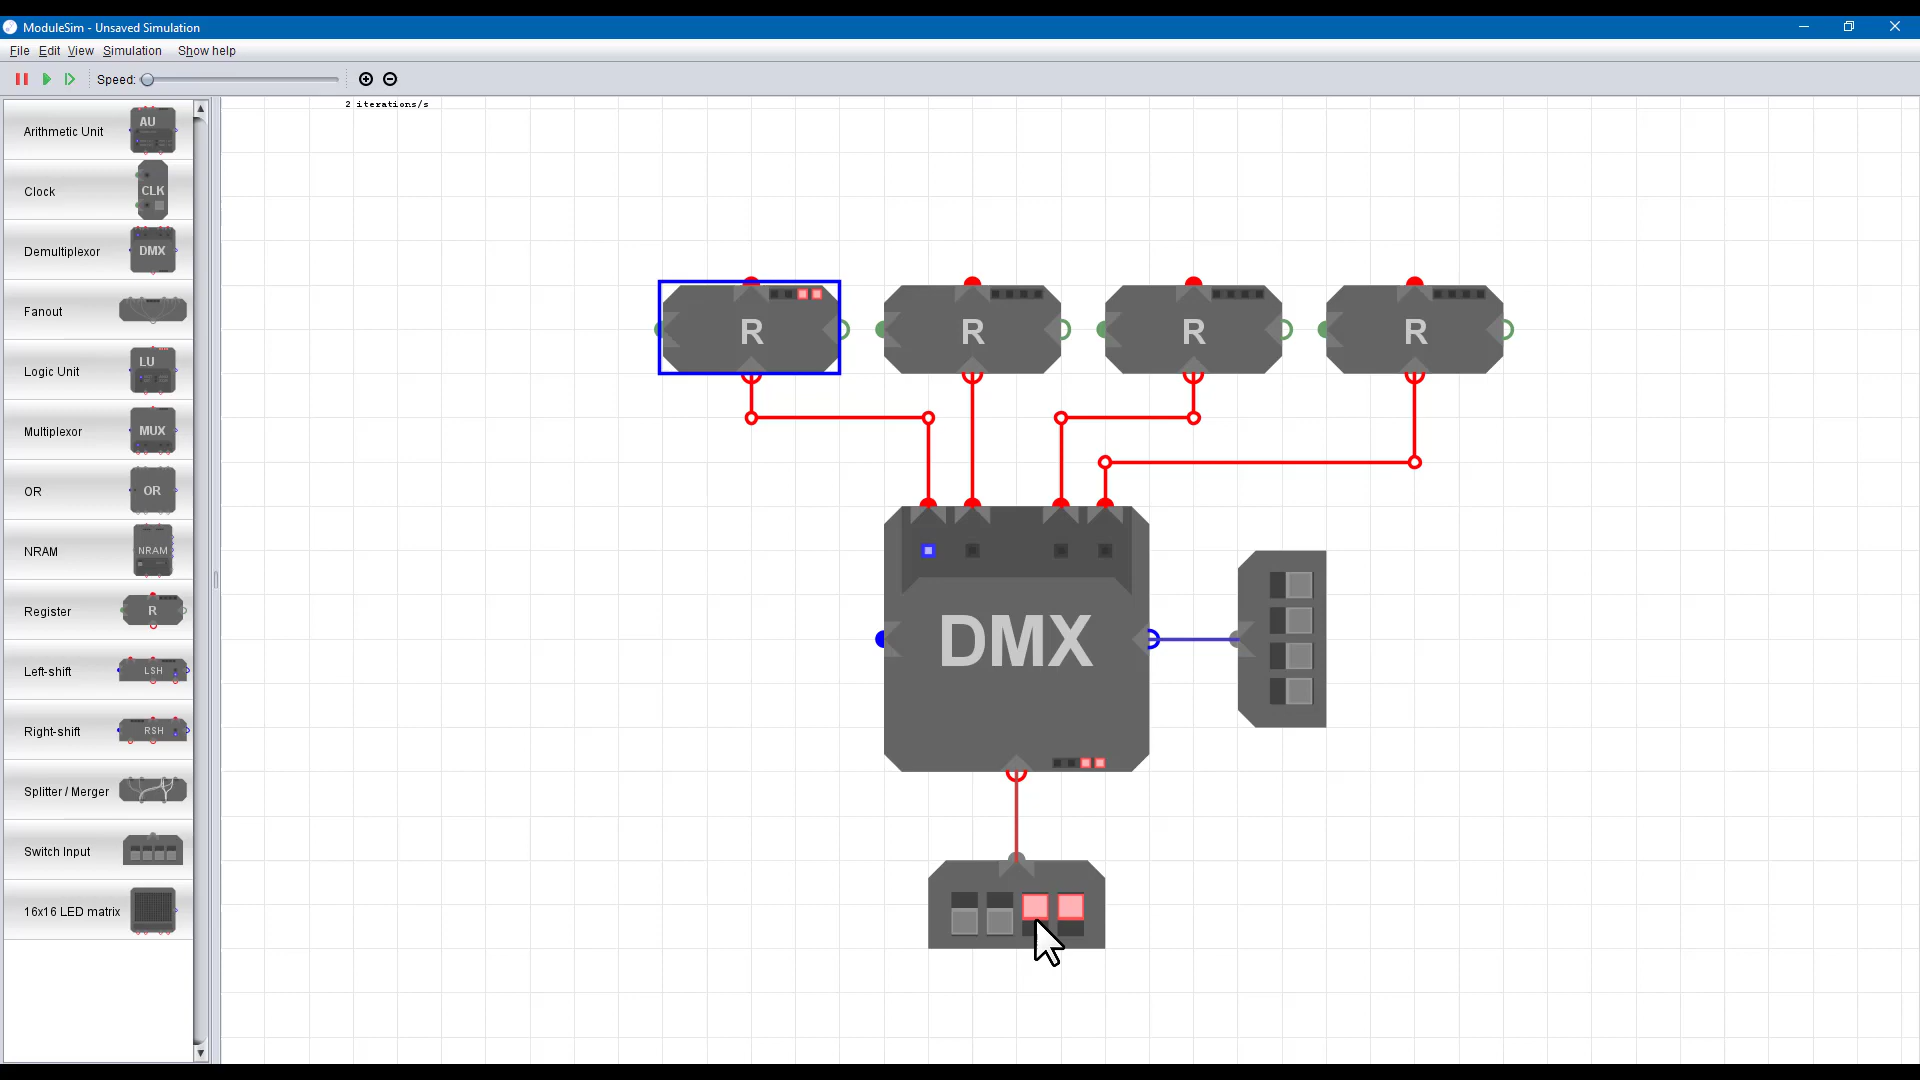 ModuleSim - Unsaved Simulation
File Edit View Simulation Show help
Speed:
2 iterations/s
Arithmetic Unit AU
Clock CLK
Demultiplexor DMX
Fanout
Logic Unit LU
Multiplexor MUX
OR OR
NRAM NRAM
Register R
Left-shift LSH
Right-shift RSH
Splitter / Merger
Switch Input
16x16 LED matrix
R R R R
DMX